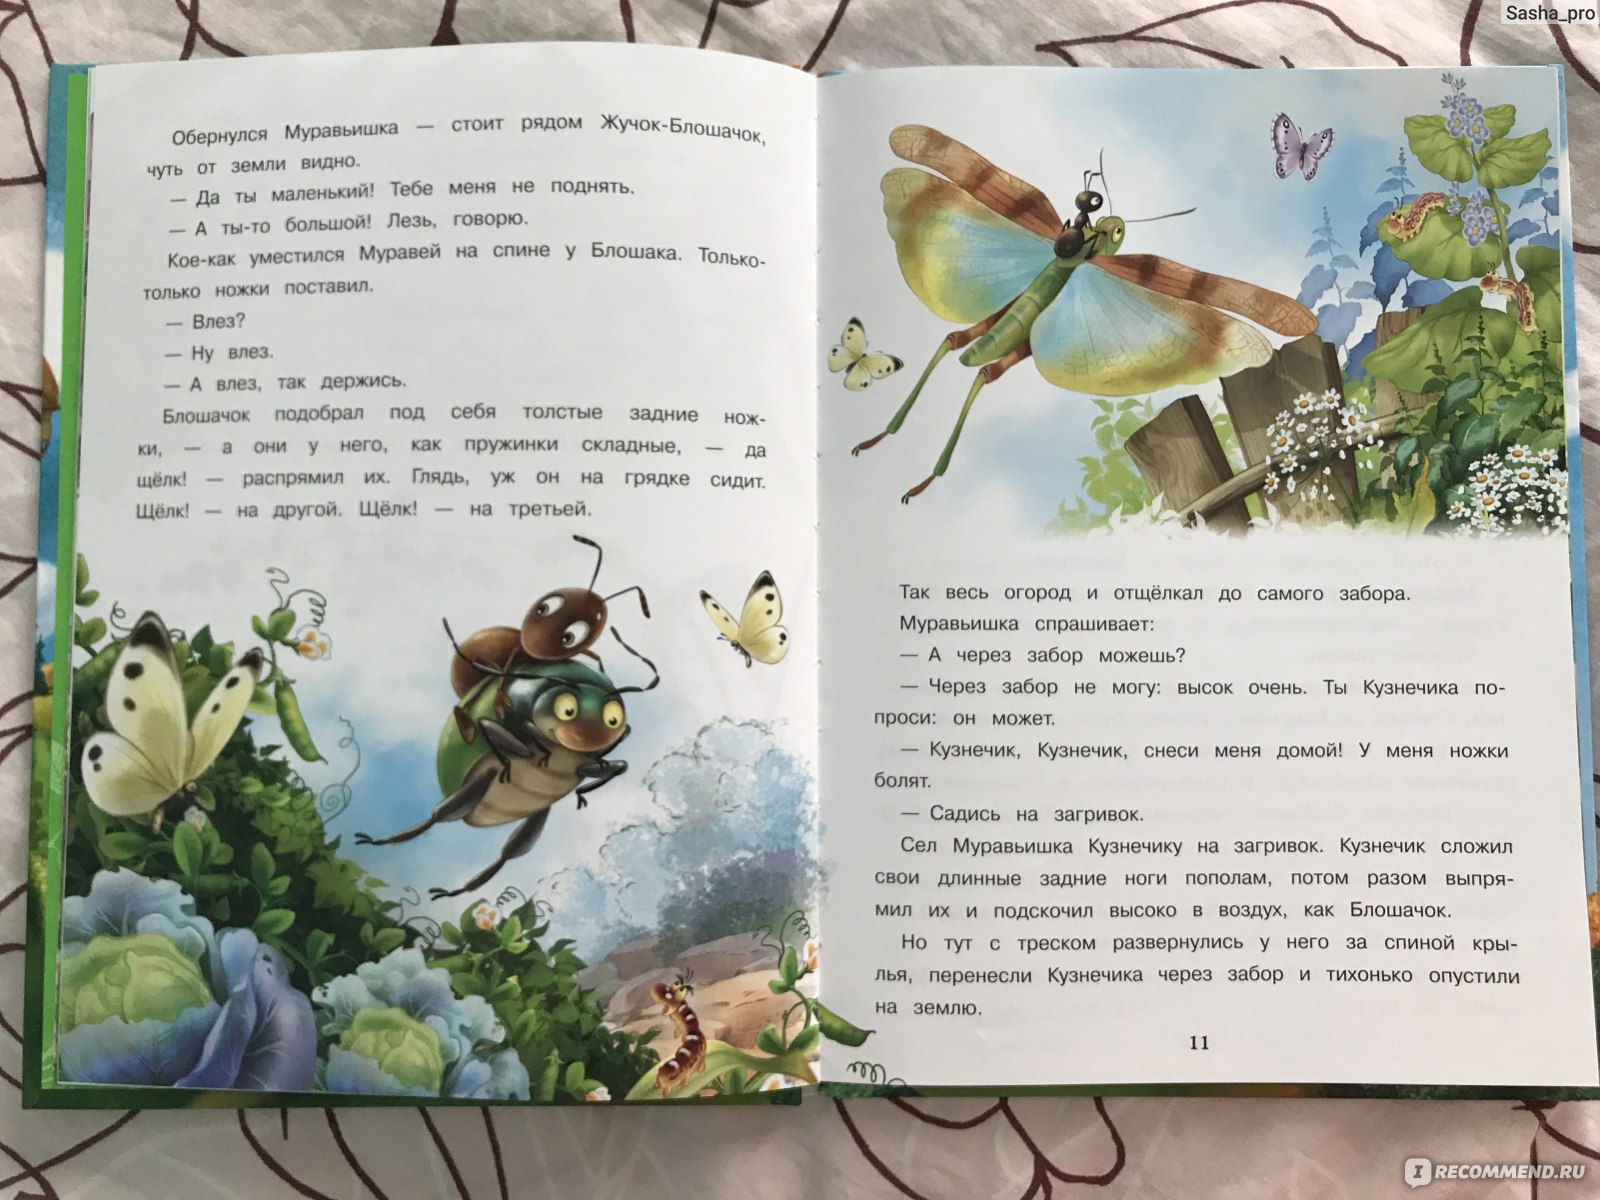 Sasha_pro
Обернулся Муравьишка — стоит рядом Жучок-Блошачок,
чуть от земли видно.
— Да ты маленький! Тебе меня не поднять.
— А ты-то большой! Лезь, говорю.
Кое-как уместился Муравей на спине у Блошака. Только-
только ножки поставил.
— Влез?
— Ну влез.
— А влез, так держись.
Блошачок подобрал под себя толстые задние нож-
ки, — а они у него, как пружинки складные, — да
щёлк! — распрямил их. Глядь, уж он на грядке сидит.
Щёлк! — на другой. Щёлк! — на третьей.
Так весь огород и отщёлкал до самого забора.
Муравьишка спрашивает:
— А через забор можешь?
— Через забор не могу: высок очень. Ты Кузнечика по-
проси: он может.
— Кузнечик, Кузнечик, снеси меня домой! У меня ножки
болят.
— Садись на загривок.
Сел Муравьишка Кузнечику на загривок. Кузнечик сложил
свои длинные задние ноги пополам, потом разом выпря-
мил их и подскочил высоко в воздух, как Блошачок.
Но тут с треском развернулись у него за спиной кры-
лья, перенесли Кузнечика через забор и тихонько опустили
на землю.
11
IRECOMMEND.RU